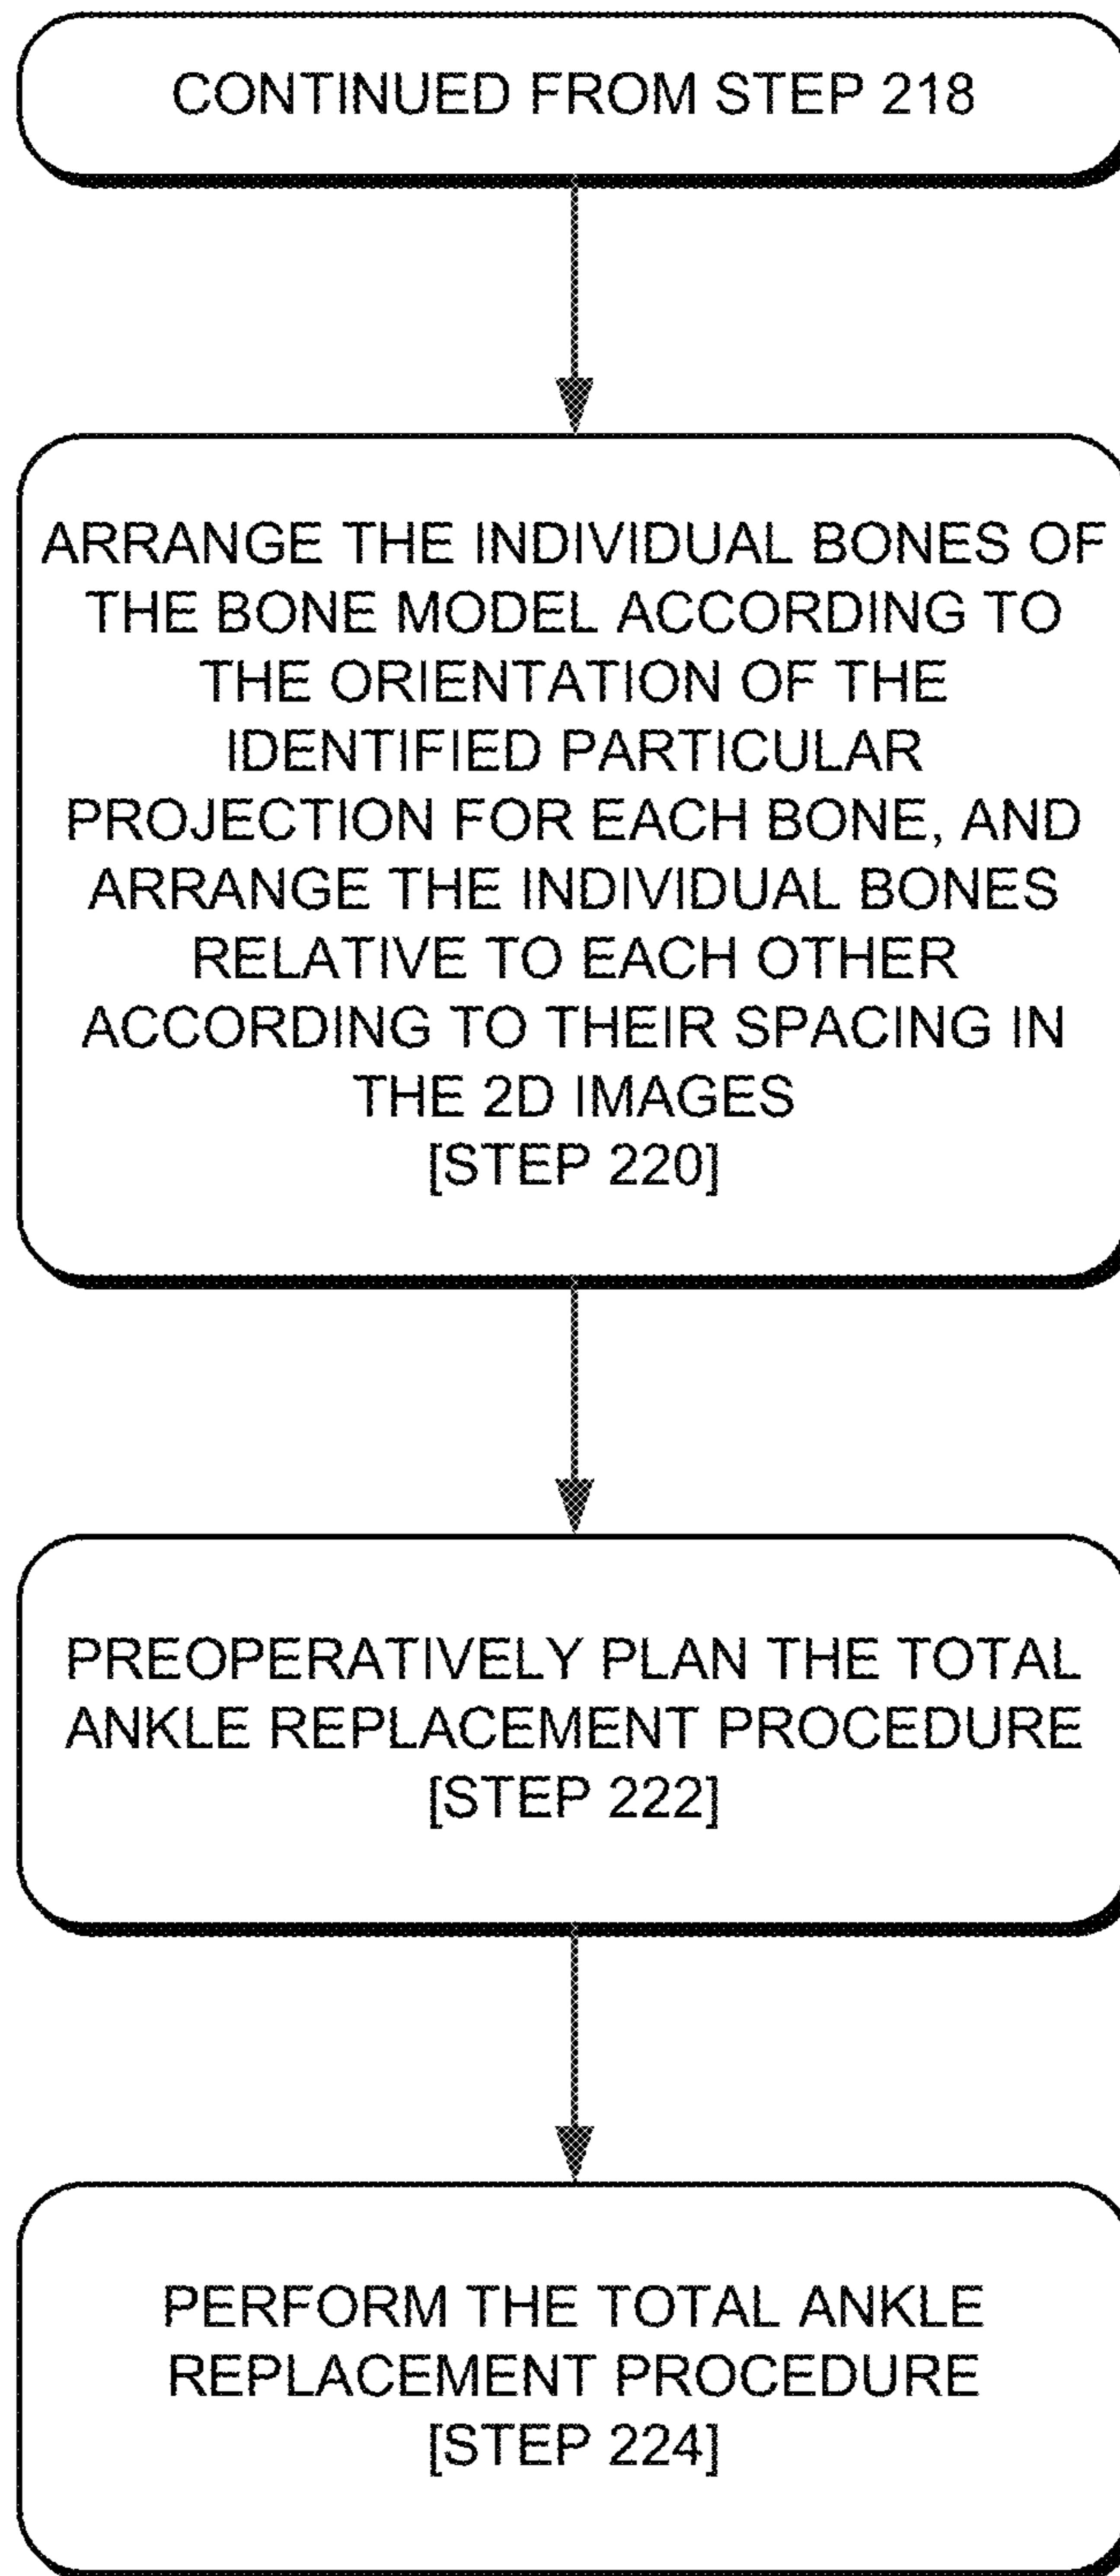 CONTINUED FROM STEP 218
ARRANGE THE INDIVIDUAL BONES OF
THE BONE MODEL ACCORDING TO
THE ORIENTATION OF THE
IDENTIFIED PARTICULAR
PROJECTION FOR EACH BONE, AND
ARRANGE THE INDIVIDUAL BONES
RELATIVE TO EACH OTHER
ACCORDING TO THEIR SPACING IN
THE 2D IMAGES
[STEP 220]
PREOPERATIVELY PLAN THE TOTAL
ANKLE REPLACEMENT PROCEDURE
[STEP 222]
PERFORM THE TOTAL ANKLE
REPLACEMENT PROCEDURE
[STEP 224]